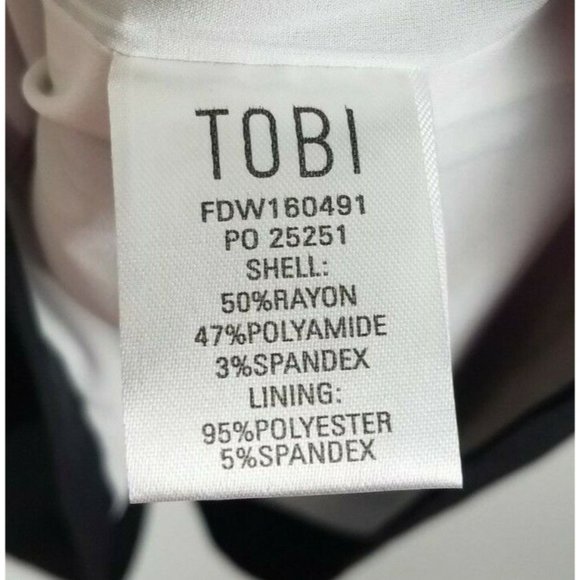 TOBI
FDW160491
PO 25251
SHELL:
50%RAYON
47%POLYAMIDE
3%SPANDEX
LINING:
95%POLYESTER
5%SPANDEX